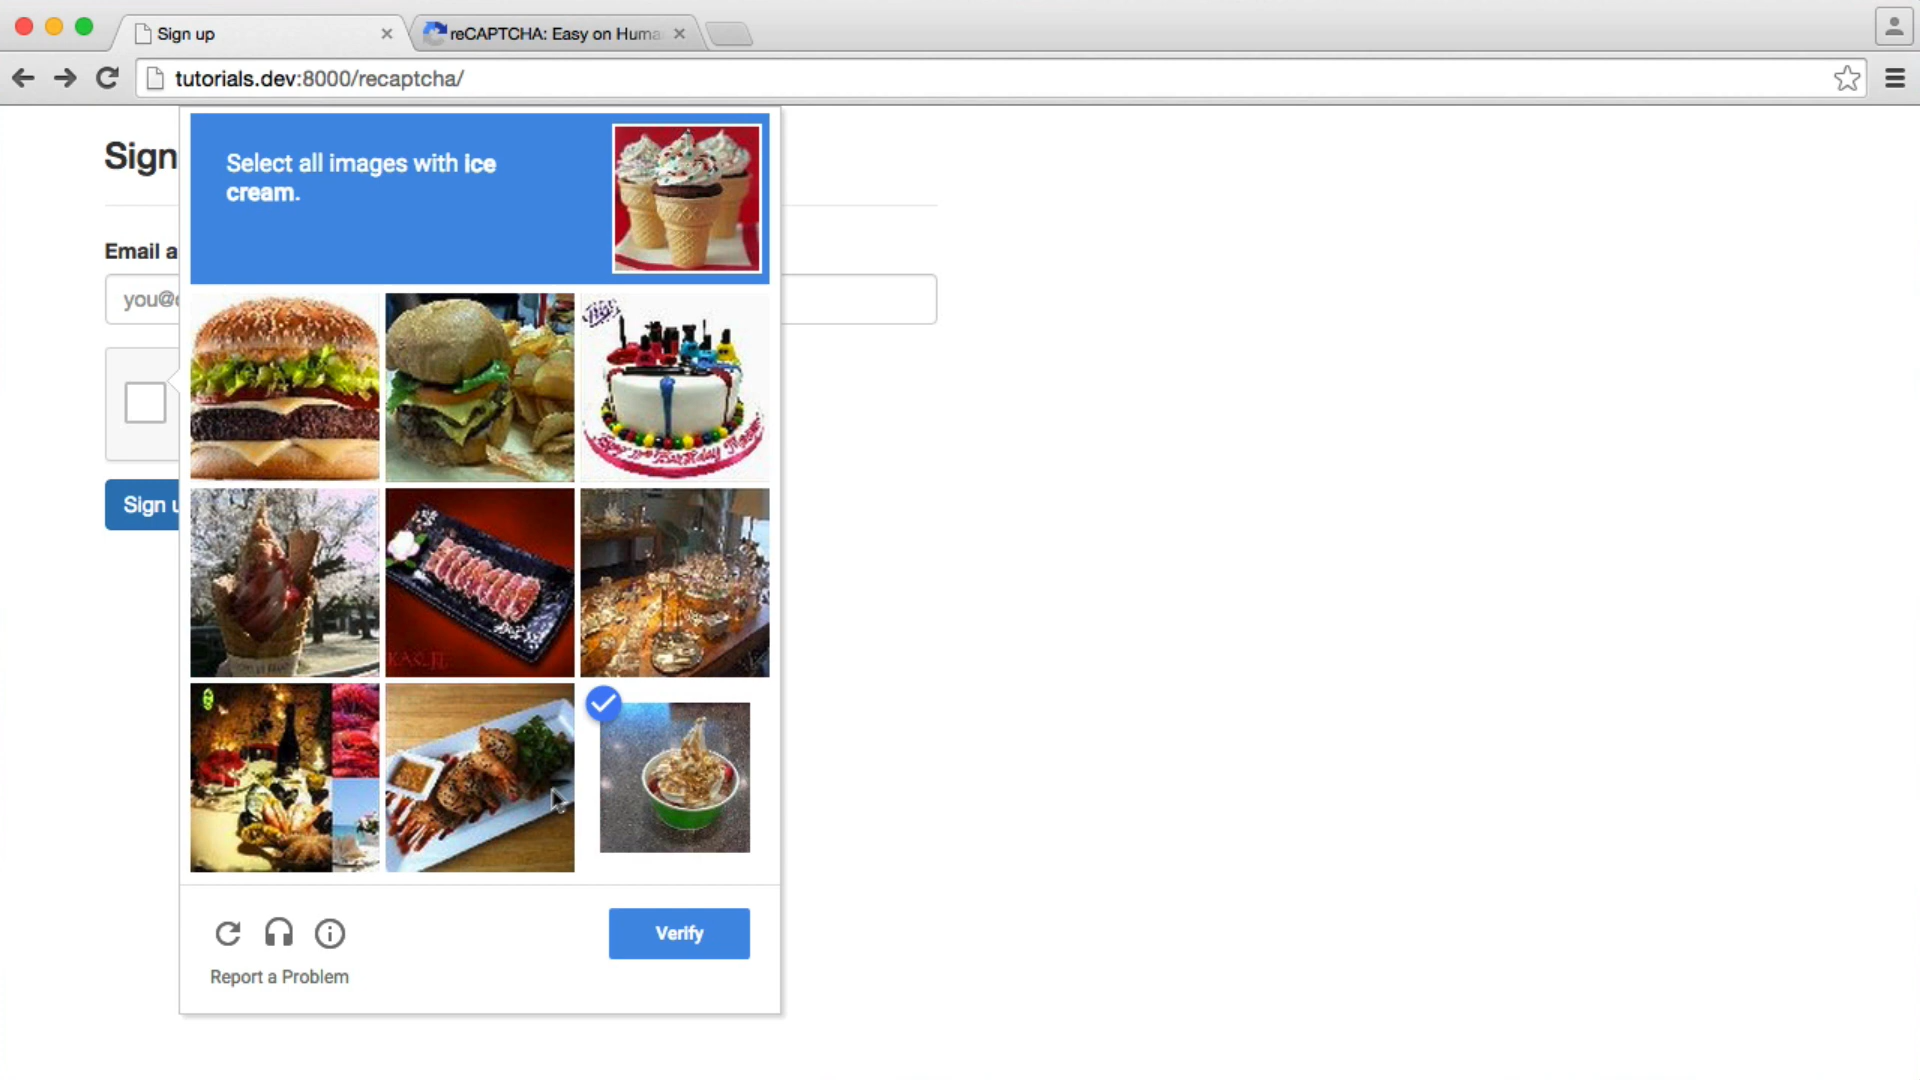 Sign up
reCAPTCHA: Easy on Huma
tutorials.dev:8000/recaptcha/
Sign
Select all images with ice
cream.
Email a
you@
Sign u
Verify
Report a Problem